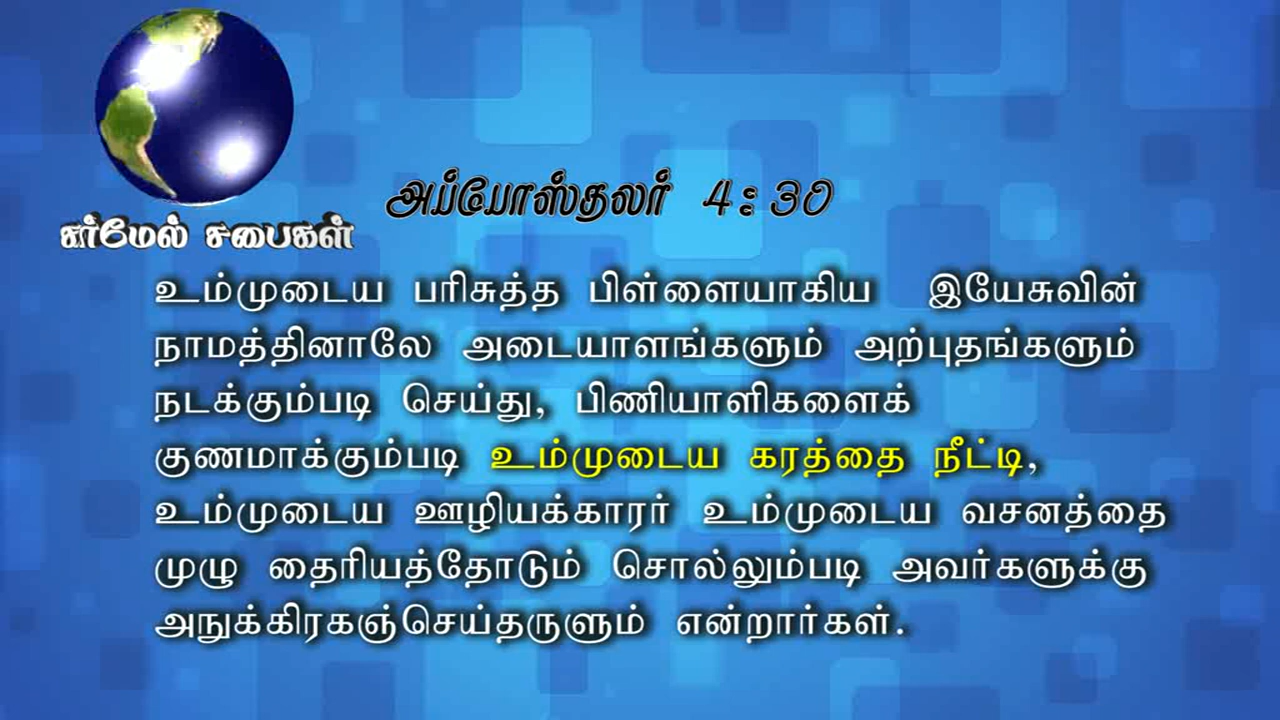 கர்மேல் சபைகள்
அப்போஸ்தலர் 4:30
உம்முடைய பரிசுத்த பிள்ளையாகிய இயேசுவின்
நாமத்தினாலே அடையாளங்களும் அற்புதங்களும்
நடக்கும்படி செய்து, பிணியாளிகளைக்
குணமாக்கும்படி உம்முடைய கரத்தை நீட்டி,
உம்முடைய ஊழியக்காரர் உம்முடைய வசனத்தை
முழு தைரியத்தோடும் சொல்லும்படி அவர்களுக்கு
அநுக்கிரகஞ்செய்தருளும் என்றார்கள்.